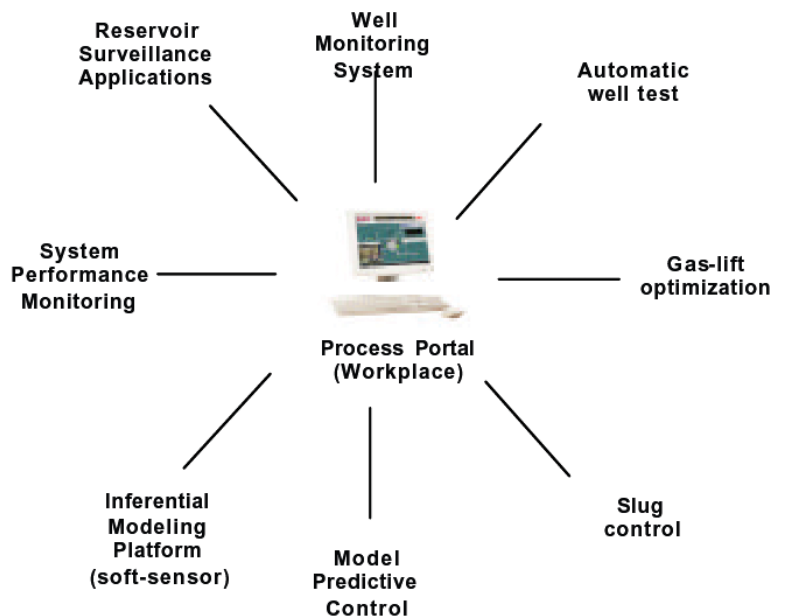 Reservoir
Surveillance
Applications
Well
Monitoring
System
Automatic
well test
System
Performance
Monitoring
Gas-lift
optimization
Process Portal
(Workplace)
Inferential
Modeling
Platform
(soft-sensor)
Model
Predictive
Control
Slug
control